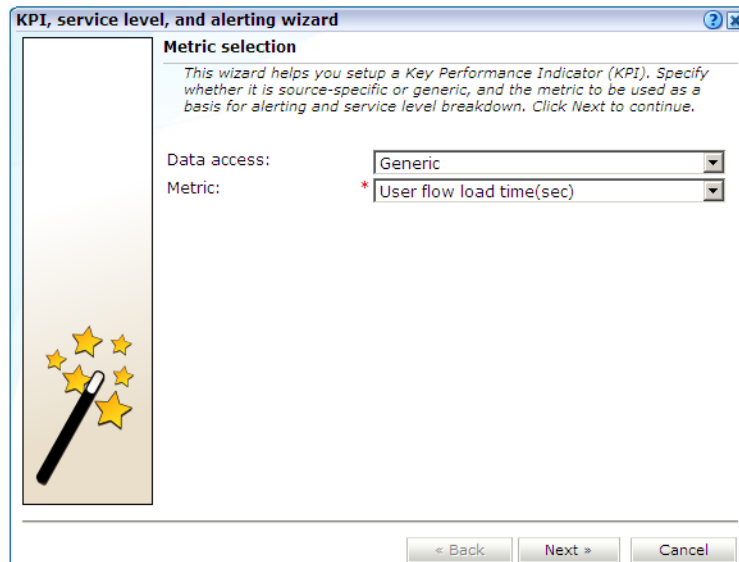 KPI, service level, and alerting wizard
?
Metric selection
This wizard helps you setup a Key Performance Indicator (KPI). Specify
whether it is source-specific or generic, and the metric to be used as a
basis for alerting and service level breakdown. Click Next to continue.
Data access: Generic
Metric: * User flow load time(sec)
« Back Next » Cancel